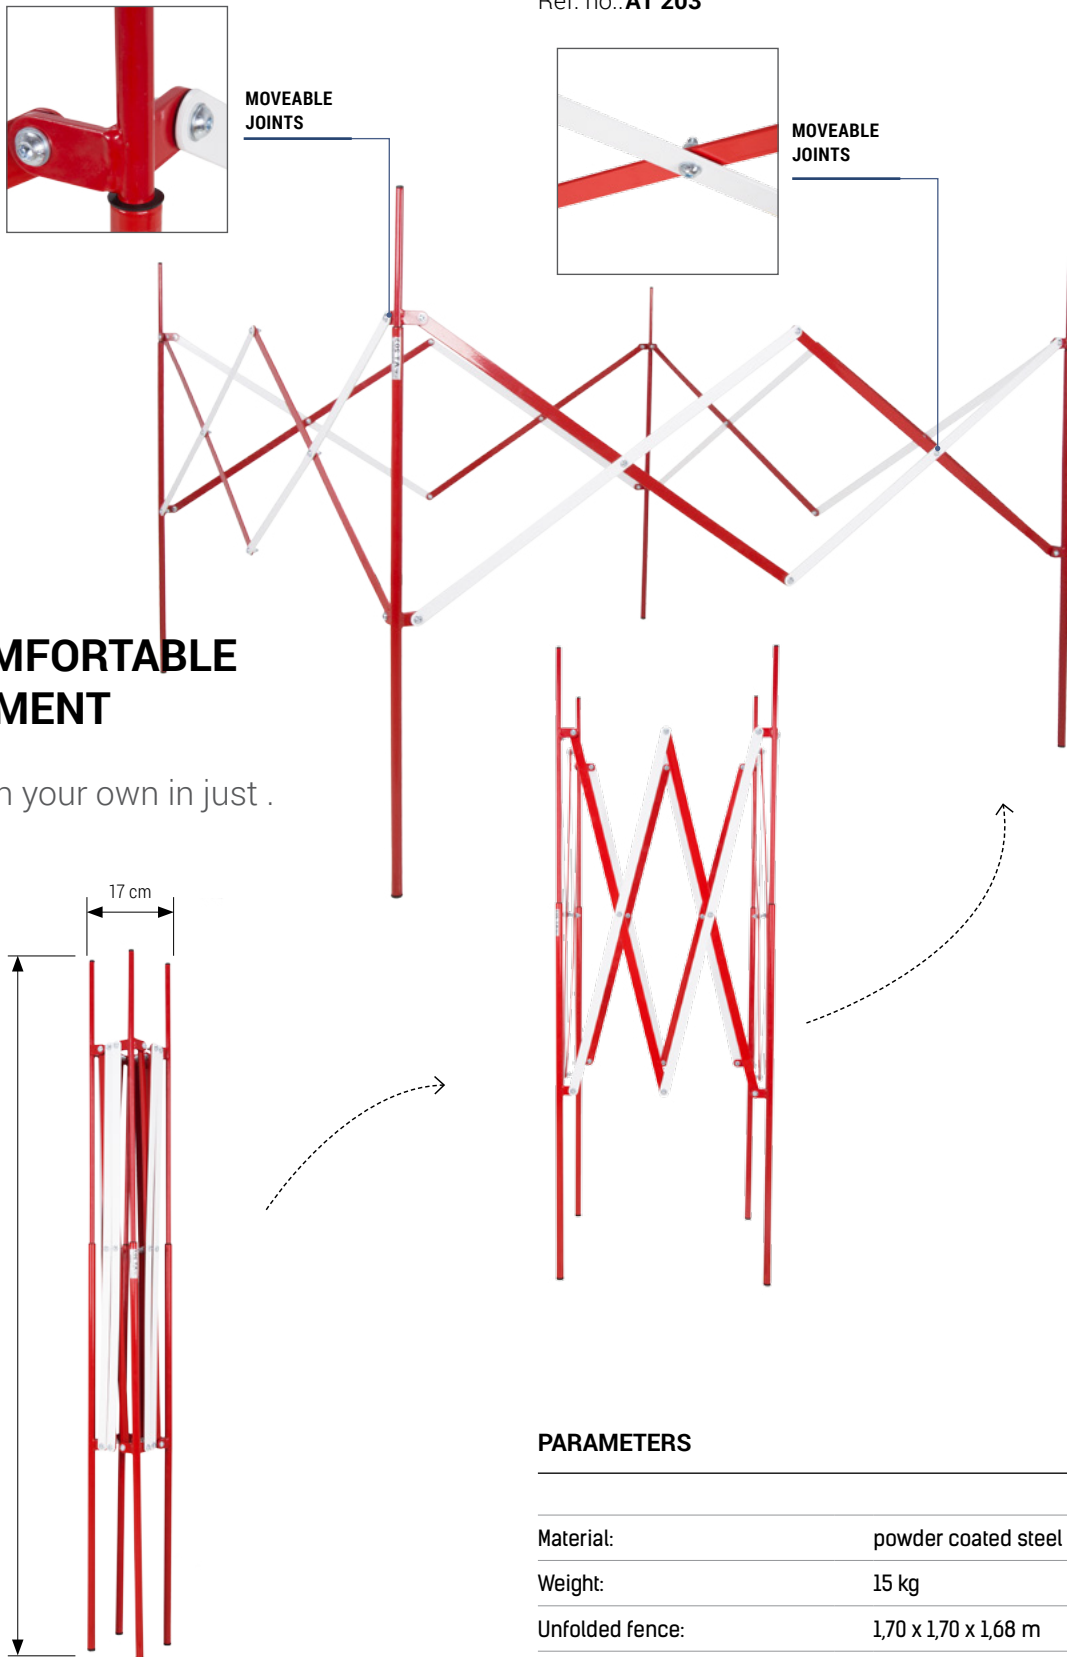 Ref. no.: AT 203
MOVEABLE
JOINTS
MOVEABLE
JOINTS
MFORTABLE
MENT
n your own in just .
17 cm
PARAMETERS
Material: powder coated steel
Weight: 15 kg
Unfolded fence: 1,70 x 1,70 x 1,68 m